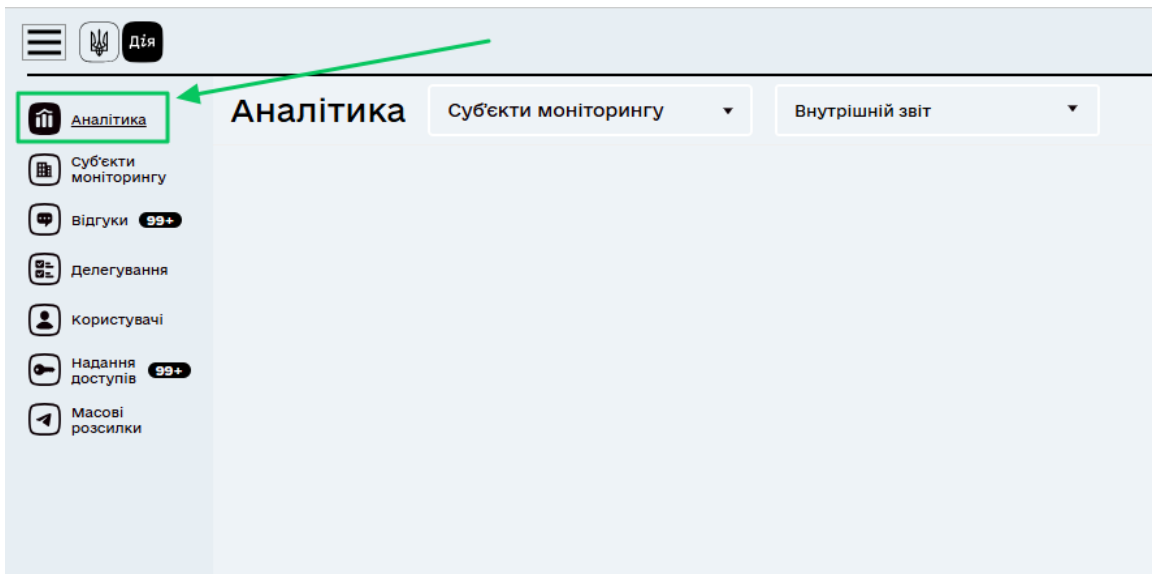 Дія
Аналітика
Суб'єкти моніторингу
Внутрішній звіт
Аналітика
Суб'єкти
моніторингу
Відгуки 99+
Делегування
Користувачі
Надання
доступів 99+
Масові
розсилки